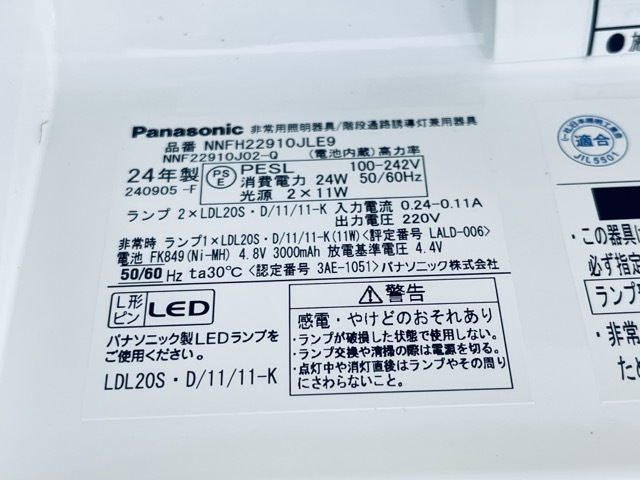 ● 施
Panasonic 非常用照明器具/階段通路誘導灯兼用器具
品番 NNFH22910JLE9
NNF22910J02-Q (電池内蔵)高力率
24年製
240905 -F
PS
E
PESL 100-242V
消費電力 24W 50/60Hz
光源 2×11W
ランプ 2×LDL20S・D/11/11-K 入力電流 0.24-0.11A
出力電圧 220V
非常時 ランプ1×LDL20S・D/11/11-K(11W)<評定番号 LALD-006>
電池 FK849(Ni-MH) 4.8V 3000mAh 放電基準電圧 4.4V
50/60 Hz ta30℃<認定番号 3AE-1051>パナソニック株式会社
L形
ピン
LED
パナソニック製LEDランプを
ご使用ください。
LDL20S・D/11/11-K
⚠警告
感電・やけどのおそれあり
・ランプが破損した状態で使用しない。
・ランプ交換や清掃の際は電源を切る。
・点灯中や消灯直後はランプやその周り
にさわらないこと。
適合
JIL5501
・この器具は
必ず指定
ランプ
・非常
ため